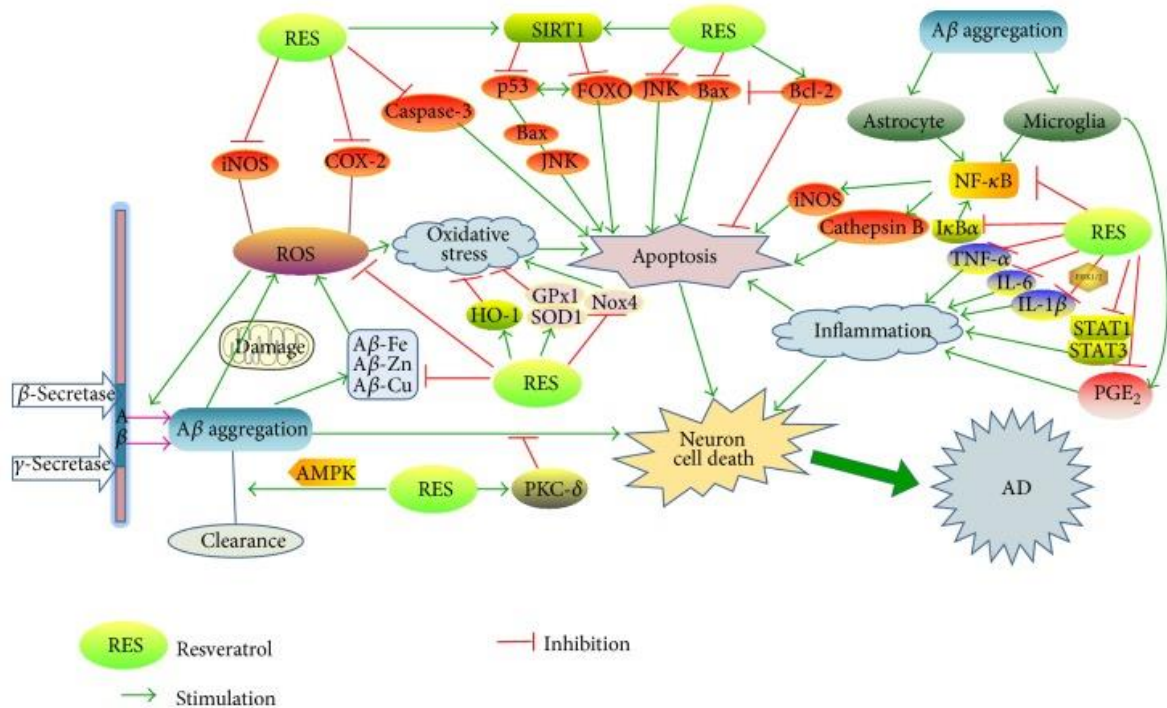 RES
SIRT1
RES
Aβ aggregation
p53
FOXO
JNK
Bax
Bcl-2
Caspase-3
Bax
JNK
Astrocyte
Microglia
iNOS
COX-2
NF-κB
iNOS
Cathepsin B
IκBα
RES
ROS
Oxidative
stress
Apoptosis
TNF-α
IL-6
IL-1β
GPx1
SOD1
Nox4
HO-1
STAT1
STAT3
Inflammation
Damage
Aβ-Fe
Aβ-Zn
Aβ-Cu
RES
PGE2
β-Secretase
A
β
Aβ aggregation
γ-Secretase
Neuron
cell death
AMPK
RES
PKC-δ
AD
Clearance
RES Resveratrol
Inhibition
Stimulation